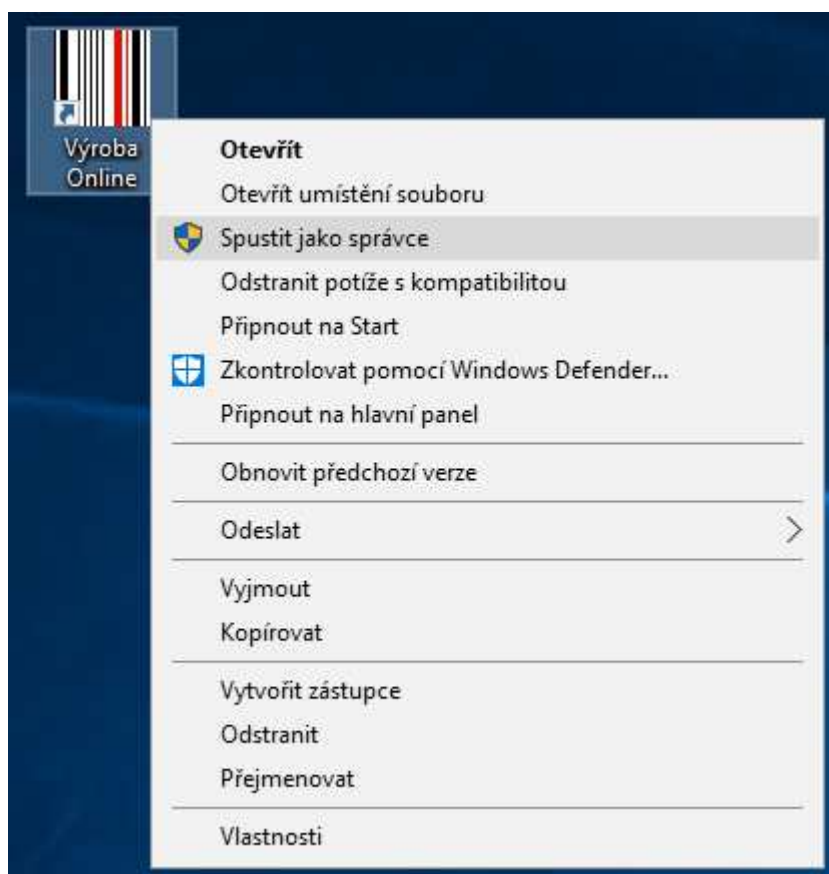 Výroba
Online
Otevřít
Otevřít umístění souboru
Spustit jako správce
Odstranit potíže s kompatibilitou
Připnout na Start
Zkontrolovat pomocí Windows Defender...
Připnout na hlavní panel
Obnovit předchozí verze
Odeslat
Vyjmout
Kopírovat
Vytvořit zástupce
Odstranit
Přejmenovat
Vlastnosti